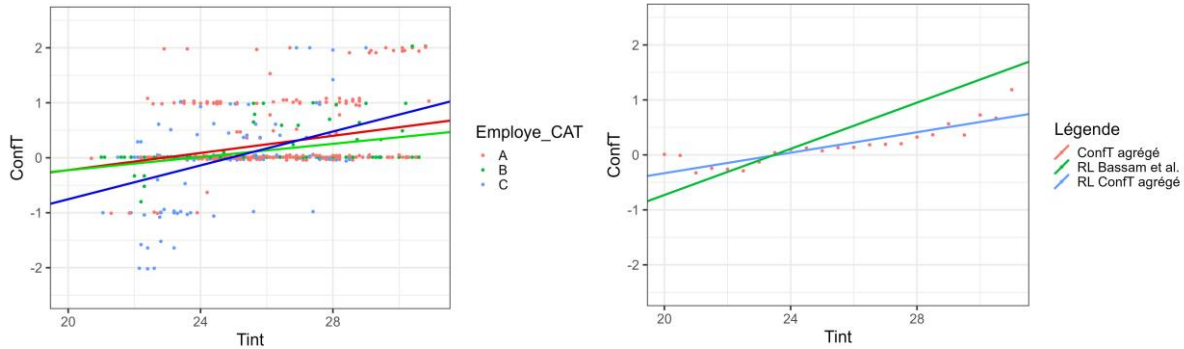 2
1
0
-1
-2
ConfT
20 24 28
Tint
Employe_CAT
A
B
C
2
1
0
-1
-2
ConfT
20 24 28
Tint
Légende
ConfT agrégé
RL Bassam et al.
RL ConfT agrégé